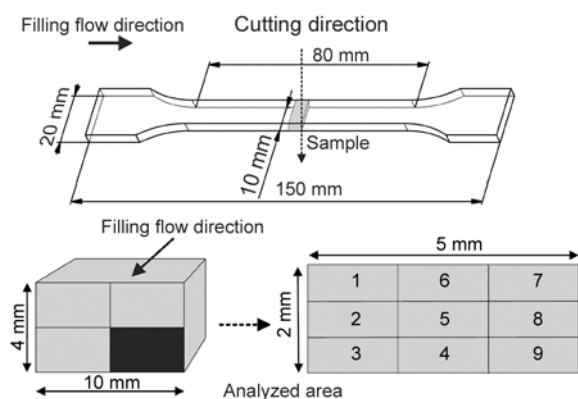 Filling flow direction
Cutting direction
80 mm
20 mm
10 mm
Sample
150 mm
Filling flow direction
5 mm
4 mm
2 mm
1 6 7
2 5 8
3 4 9
10 mm
Analyzed area